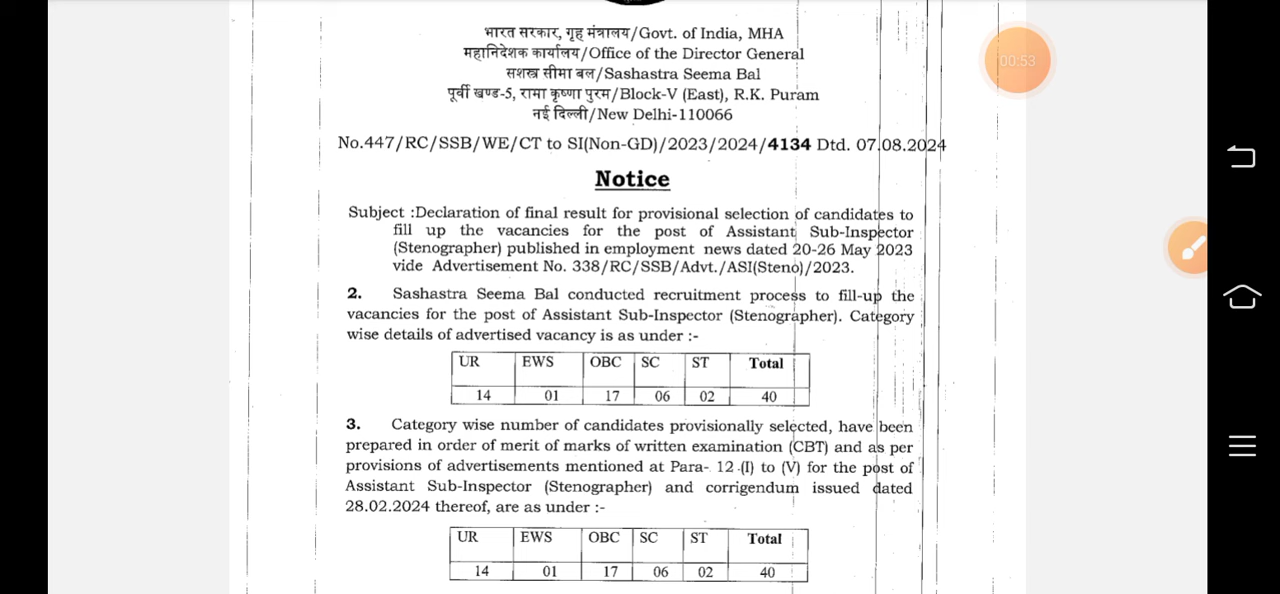 भारत सरकार, गृह मंत्रालय/Govt. of India, MHA
महानिदेशक कार्यालय/Office of the Director General
सशस्त्र सीमा बल/Sashastra Seema Bal
पूर्वी खण्ड-5, रामा कृष्णा पुरम/Block-V (East), R.K. Puram
नई दिल्ली/New Delhi-110066
00:53
No.447/RC/SSB/WE/CT to SI(Non-GD)/2023/2024/4134 Dtd. 07.08.2024
Notice
Subject :Declaration of final result for provisional selection of candidates to
fill up the vacancies for the post of Assistant Sub-Inspector
(Stenographer) published in employment news dated 20-26 May 2023
vide Advertisement No. 338/RC/SSB/Advt./ASI(Steno)/2023.
2. Sashastra Seema Bal conducted recruitment process to fill-up the
vacancies for the post of Assistant Sub-Inspector (Stenographer). Category
wise details of advertised vacancy is as under :-
UR EWS OBC SC ST Total
14 01 17 06 02 40
3. Category wise number of candidates provisionally selected, have been
prepared in order of merit of marks of written examination (CBT) and as per
provisions of advertisements mentioned at Para- 12 (I) to (V) for the post of
Assistant Sub-Inspector (Stenographer) and corrigendum issued dated
28.02.2024 thereof, are as under :-
UR EWS OBC SC ST Total
14 01 17 06 02 40